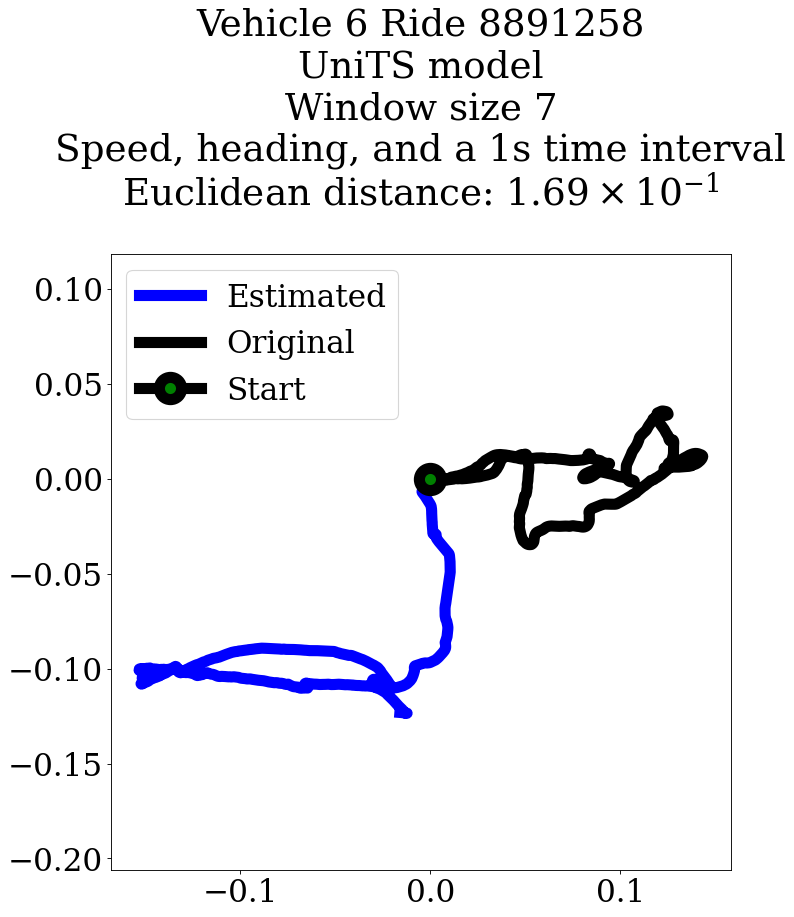 Vehicle 6 Ride 8891258
UniTS model
Window size 7
Speed, heading, and a 1s time interval
Euclidean distance: 1.69 × 10⁻¹
Estimated
Original
Start
0.10
0.05
0.00
−0.05
−0.10
−0.15
−0.20
−0.1
0.0
0.1